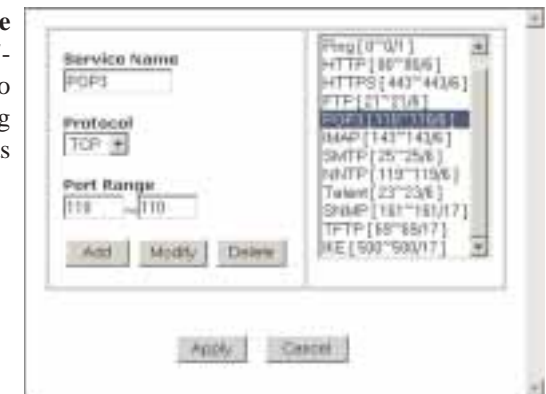 e
-
o
g
s
Service Name
POP3
Protocol
TCP
Port Range
110 ~ 110
Add Modify Delete
Ping [0~0/1]
HTTP [80~80/6]
HTTPS [443~443/6]
FTP [21~21/6]
POP3 [110~110/6]
IMAP [143~143/6]
SMTP [25~25/6]
NNTP [119~119/6]
Telnet [23~23/6]
SNMP [161~161/17]
TFTP [69~69/17]
IKE [500~500/17]
Apply Cancel